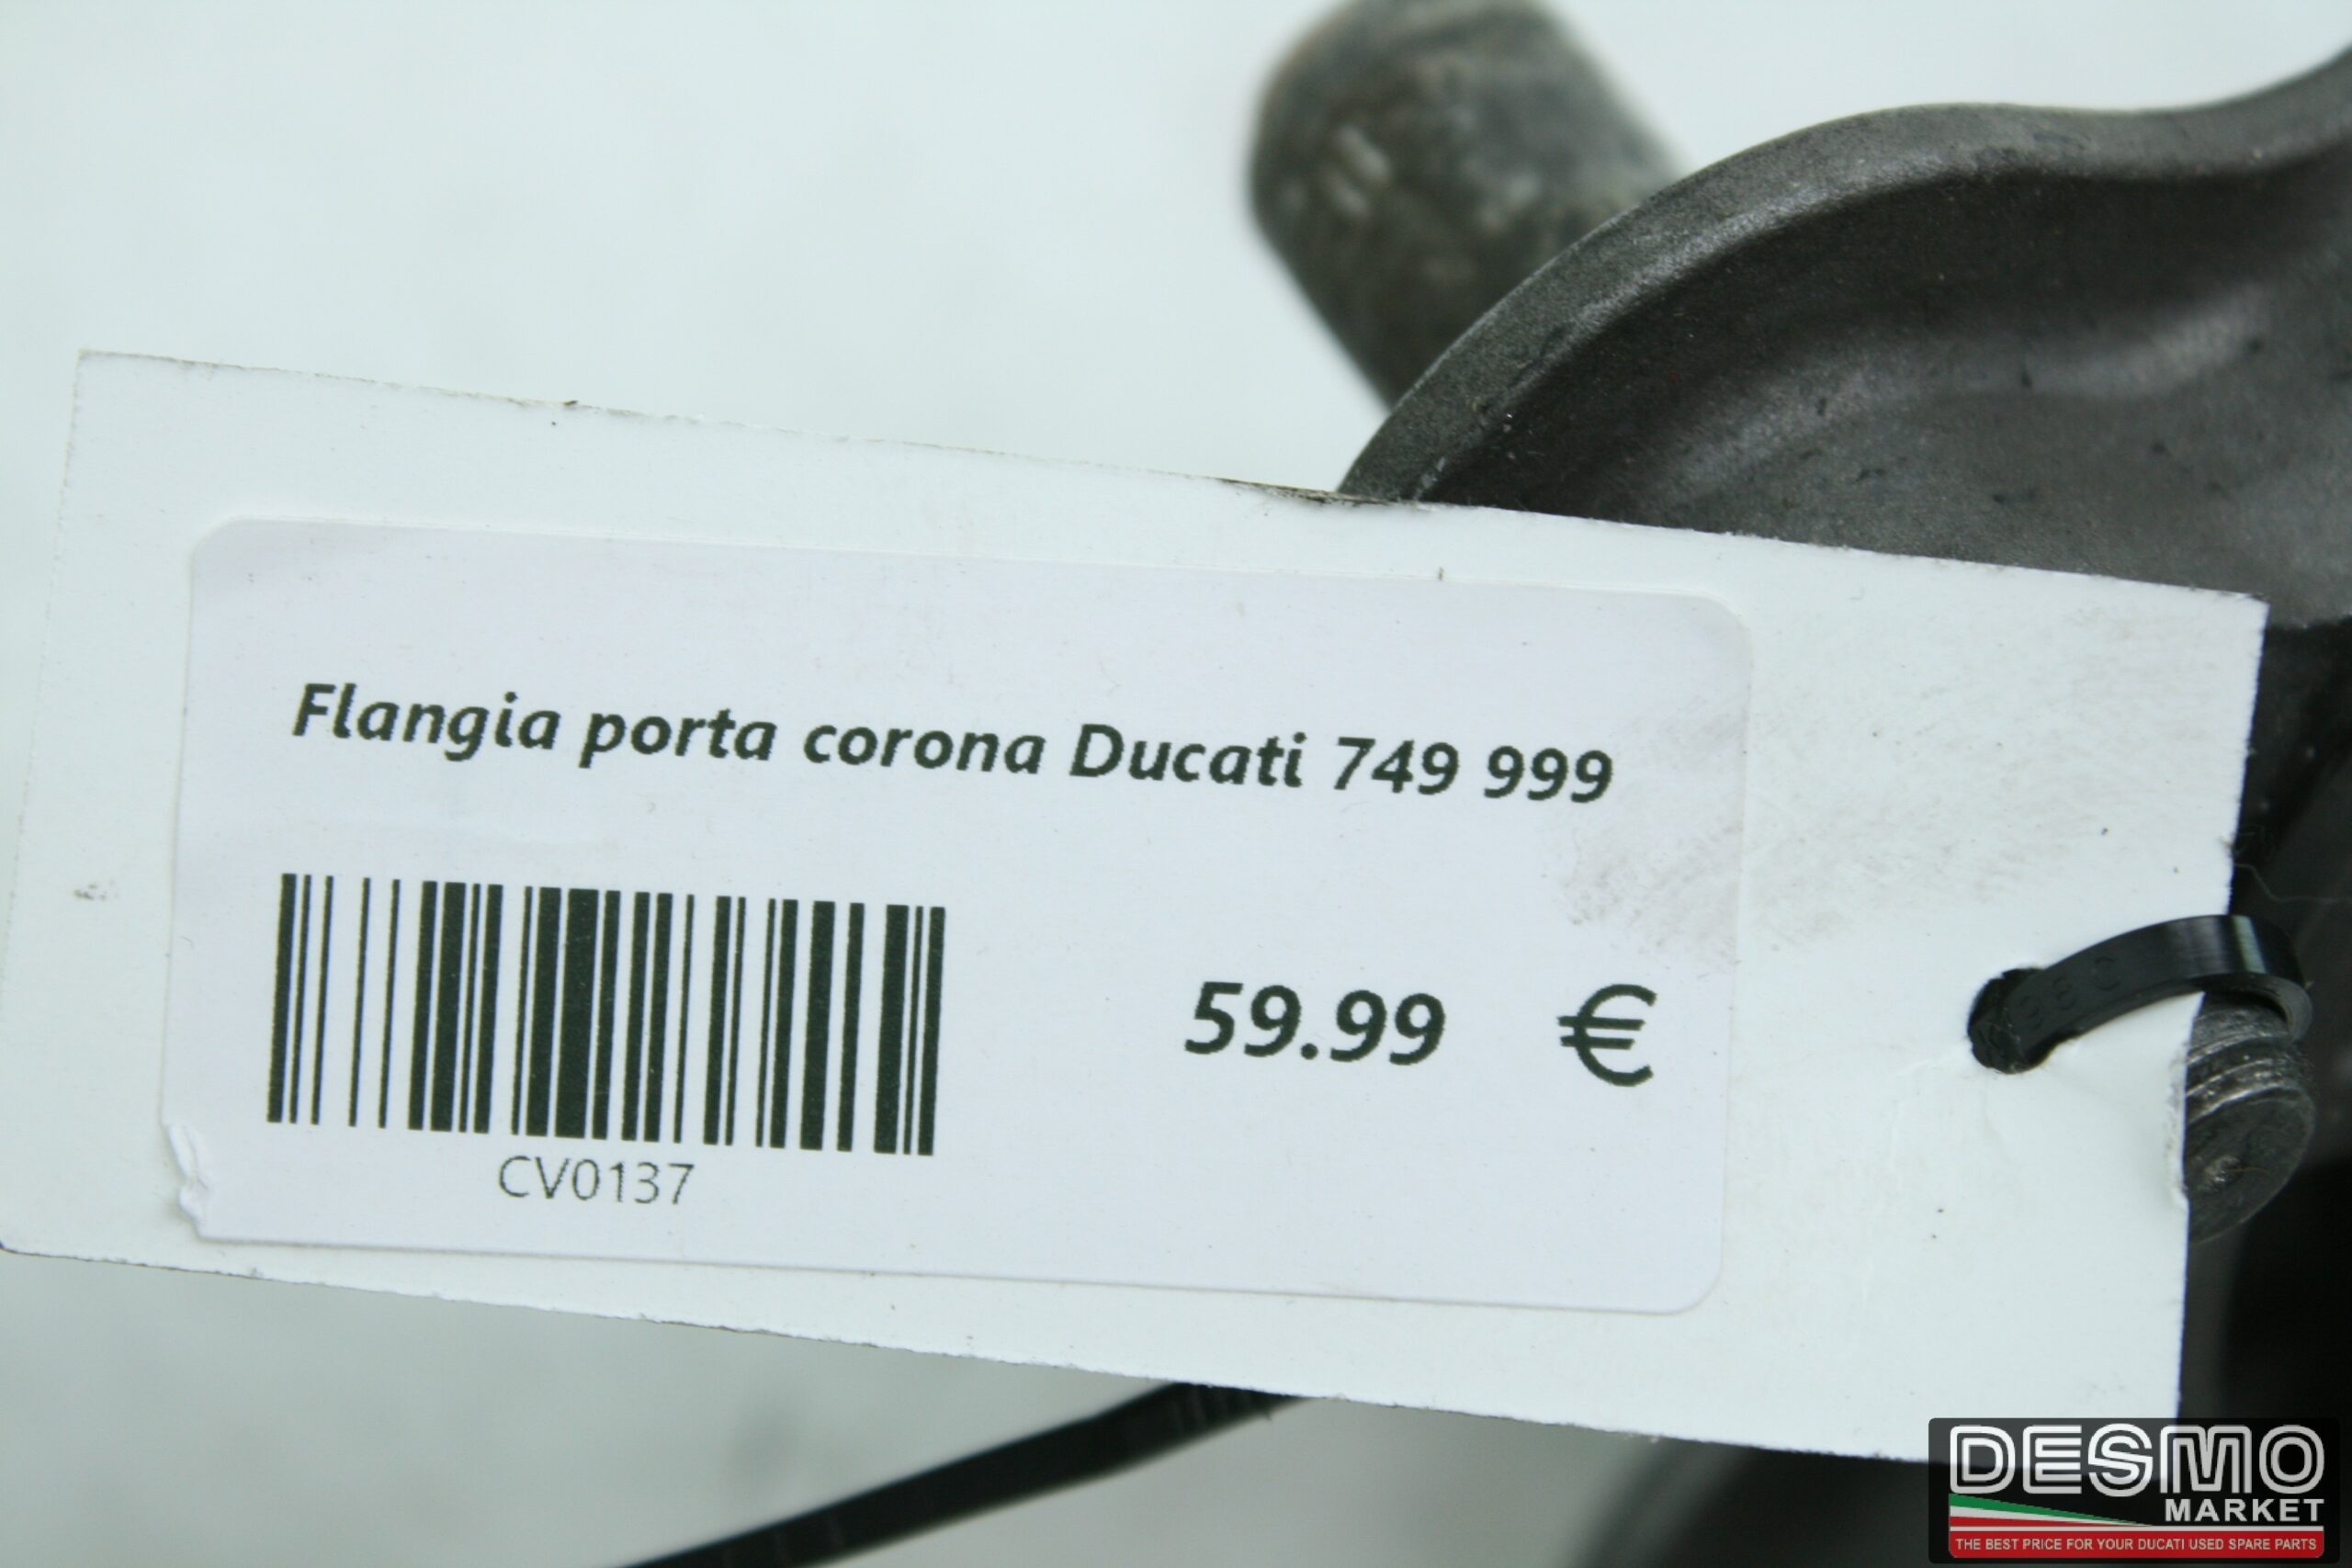 Flangia porta corona Ducati 749 999
59.99 €
CV0137
DESMO
MARKET
THE BEST PRICE FOR YOUR DUCATI USED SPARE PARTS